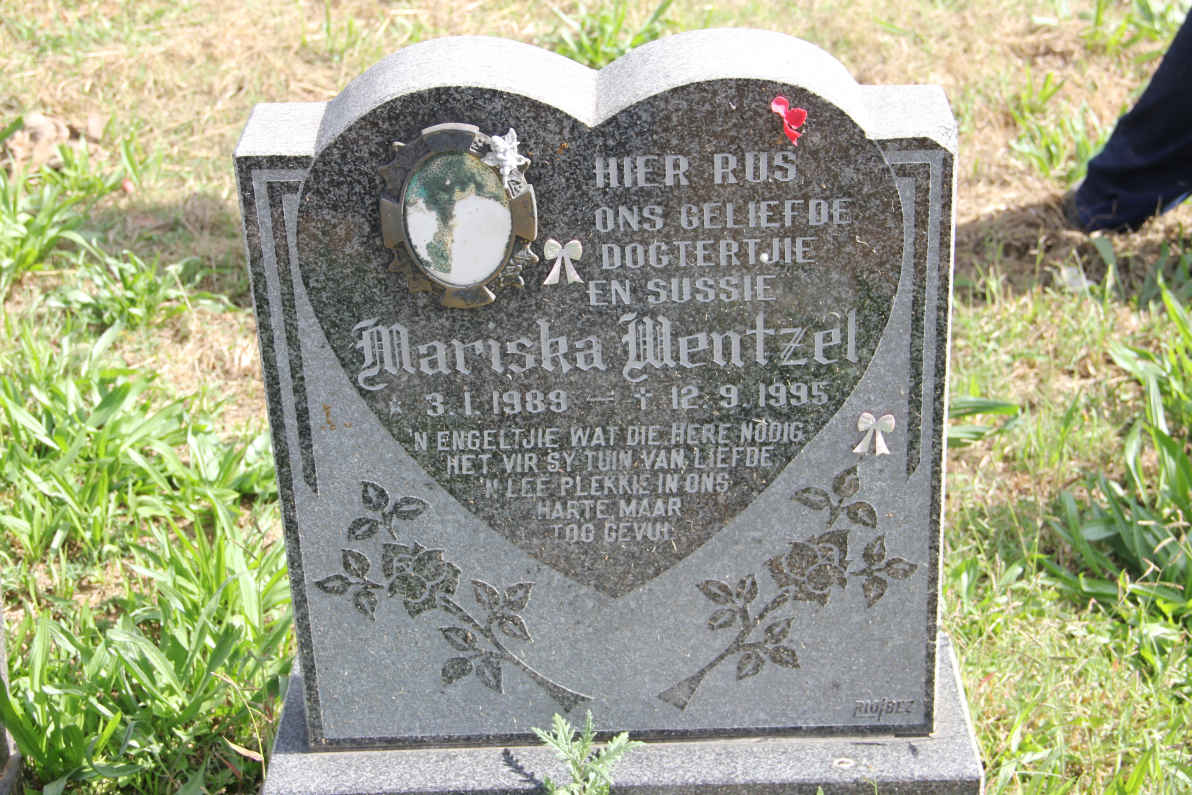 HIER RUS
ONS GELIEFDE
DOGTERTJIE
EN SUSSIE
Mariska Mentzel
* 3.1.1989 — † 12.9.1995
'N ENGELTJIE WAT DIE HERE NODIG
HET VIR SY TUIN VAN LIEFDE
'N LEË PLEKKIE IN ONS
HARTE MAAR
TOG GEVUL